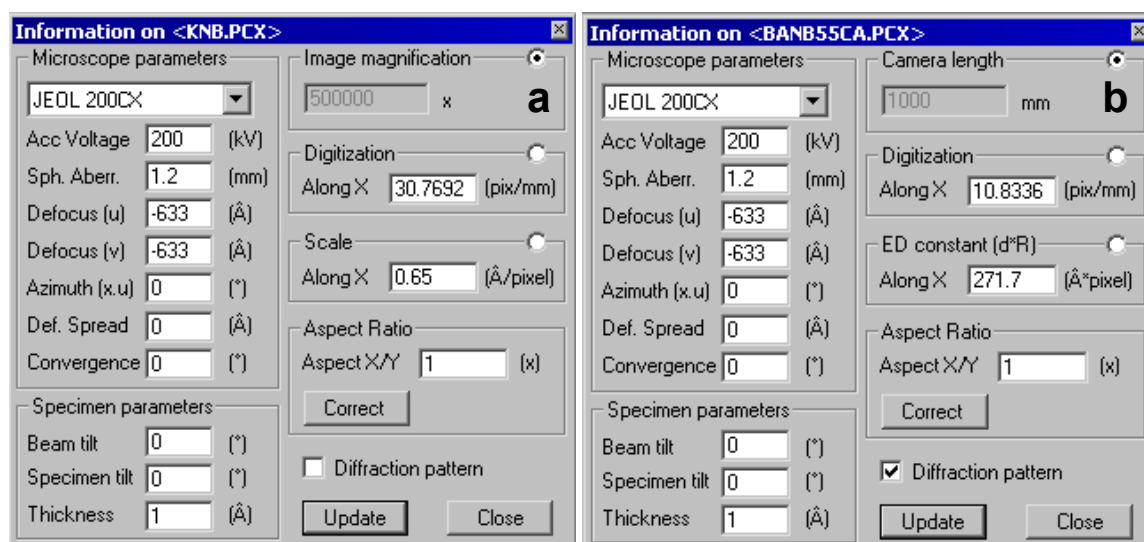 Information on <KNB.PCX>
Microscope parameters
JEOL 200CX
Acc Voltage 200 (kV)
Sph. Aberr. 1.2 (mm)
Defocus (u) -633 (Â)
Defocus (v) -633 (Â)
Azimuth (x.u) 0 (°)
Def. Spread 0 (Â)
Convergence 0 (°)
Specimen parameters
Beam tilt 0 (°)
Specimen tilt 0 (°)
Thickness 1 (Â)
Image magnification
500000 x
a
Digitization
Along X 30.7692 (pix/mm)
Scale
Along X 0.65 (Â/pixel)
Aspect Ratio
Aspect X/Y 1 (x)
Correct
Diffraction pattern
Update Close
Information on <BANB55CA.PCX>
Microscope parameters
JEOL 200CX
Acc Voltage 200 (kV)
Sph. Aberr. 1.2 (mm)
Defocus (u) -633 (Â)
Defocus (v) -633 (Â)
Azimuth (x.u) 0 (°)
Def. Spread 0 (Â)
Convergence 0 (°)
Specimen parameters
Beam tilt 0 (°)
Specimen tilt 0 (°)
Thickness 1 (Â)
Camera length
1000 mm
b
Digitization
Along X 10.8336 (pix/mm)
ED constant (d*R)
Along X 271.7 (Â*pixel)
Aspect Ratio
Aspect X/Y 1 (x)
Correct
Diffraction pattern
Update Close